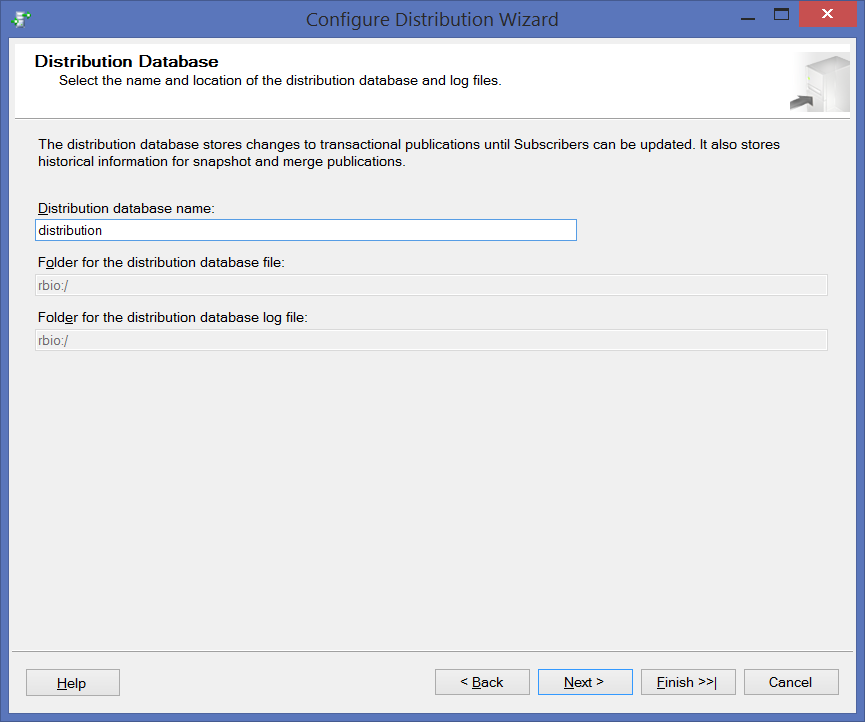 Configure Distribution Wizard
Distribution Database
Select the name and location of the distribution database and log files.
The distribution database stores changes to transactional publications until Subscribers can be updated. It also stores
historical information for snapshot and merge publications.
Distribution database name:
distribution
Folder for the distribution database file:
rbio:/
Folder for the distribution database log file:
rbio:/
Help
< Back
Next >
Finish >>|
Cancel